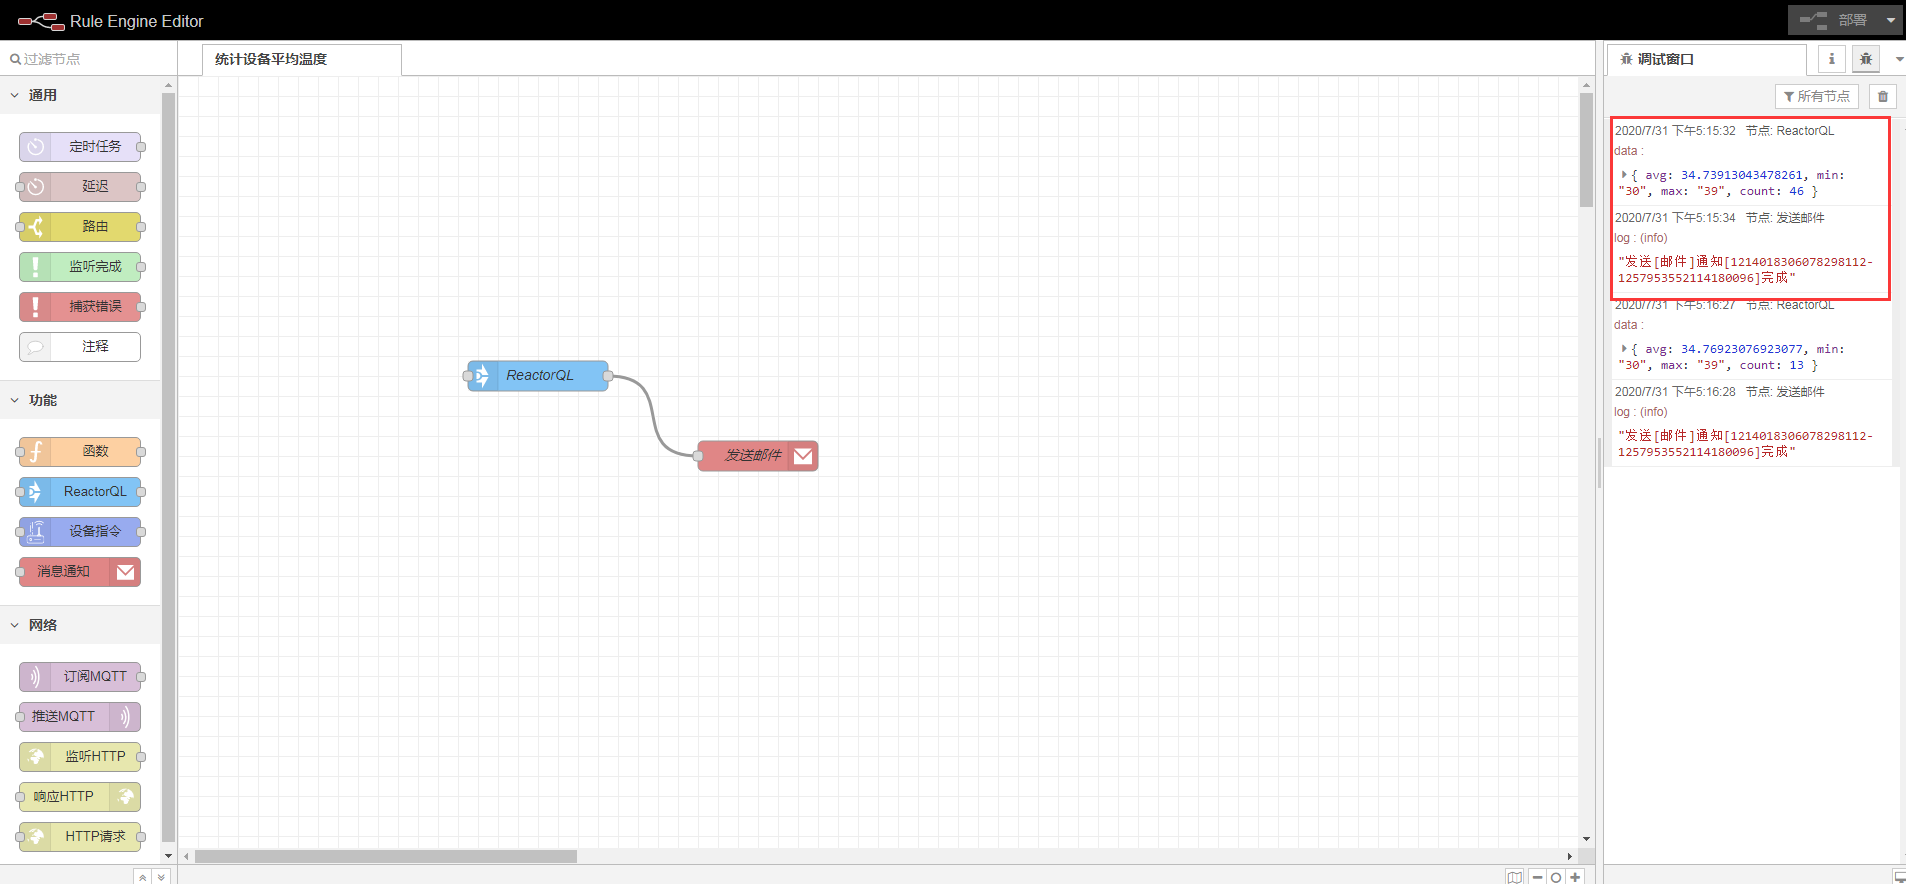 Rule Engine Editor
部署
过滤节点
统计设备平均温度
调试窗口
所有节点
通用
定时任务
延迟
路由
监听完成
捕获错误
注释
功能
函数
ReactorQL
设备指令
消息通知
网络
订阅MQTT
推送MQTT
监听HTTP
响应HTTP
HTTP请求
ReactorQL
发送邮件
2020/7/31 下午5:15:32 节点: ReactorQL
data :
{ avg: 34.73913043478261, min:
"30", max: "39", count: 46 }
2020/7/31 下午5:15:34 节点: 发送邮件
log : (info)
"发送[邮件]通知[1214018306078298112-
1257953552114180096]完成"
2020/7/31 下午5:16:27 节点: ReactorQL
data :
{ avg: 34.76923076923077, min:
"30", max: "39", count: 13 }
2020/7/31 下午5:16:28 节点: 发送邮件
log : (info)
"发送[邮件]通知[1214018306078298112-
1257953552114180096]完成"